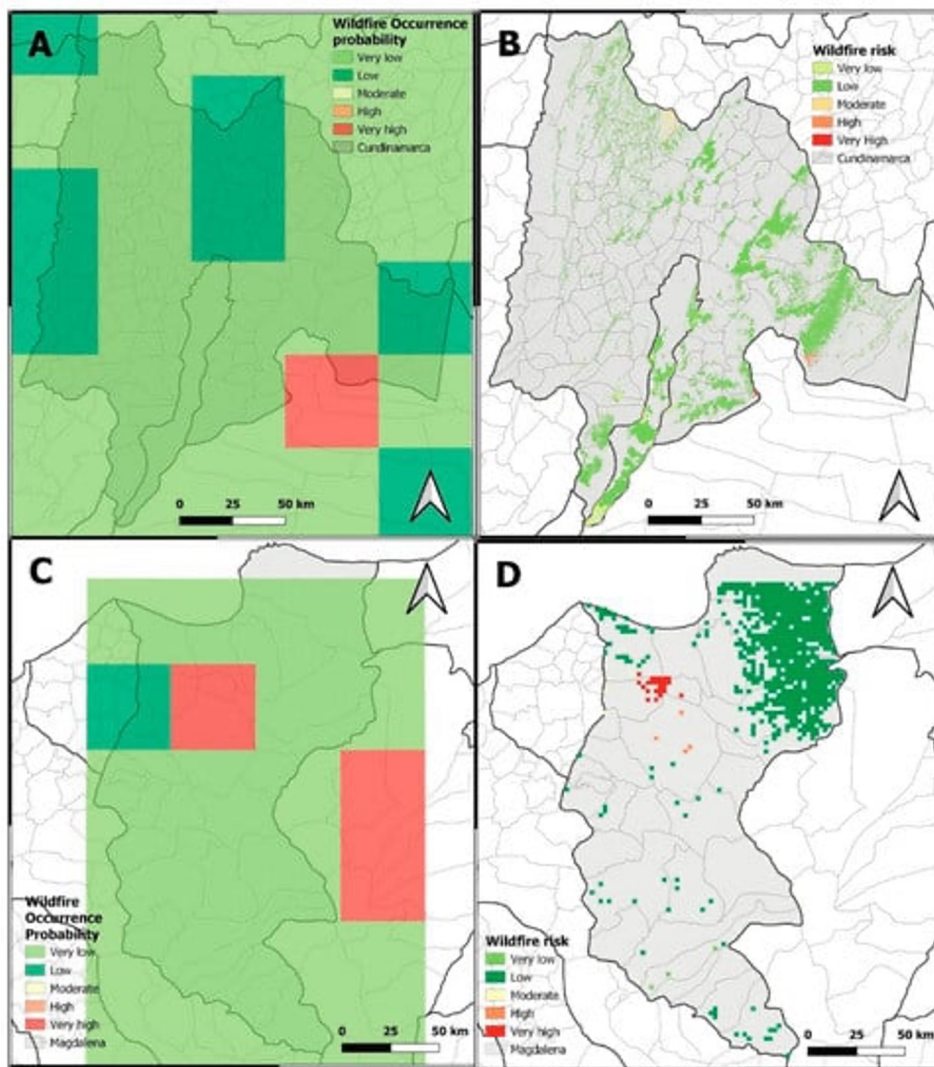 A
Wildfire Occurrence
probability
Very low
Low
Moderate
High
Very high
Cundinamarca
0 25 50 km
B
Wildfire risk
Very low
Low
Moderate
High
Very High
Cundinamarca
0 25 50 km
C
Wildfire
Occurrence
Probability
Very low
Low
Moderate
High
Very high
Magdalena
0 25 50 km
D
Wildfire risk
Very low
Low
Moderate
High
Very high
Magdalena
0 25 50 km